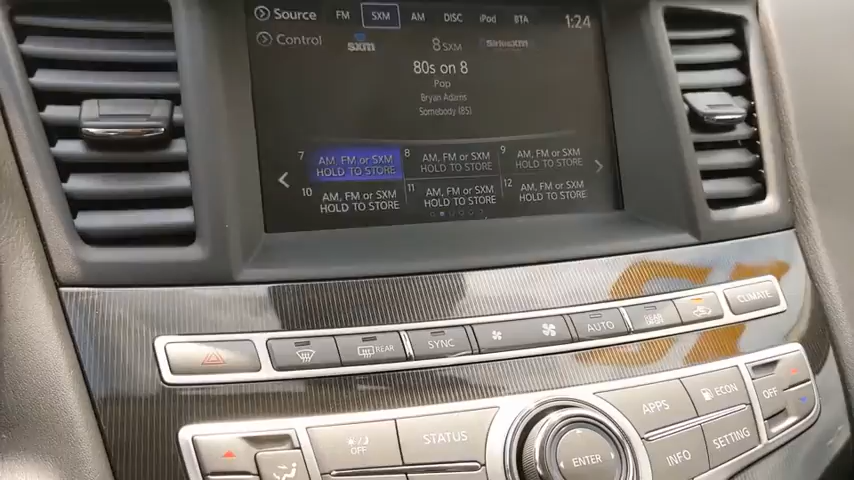 Source FM SXM AM DISC iPod BTA 1:24
Control sxm 8 SXM SiriusXM
80s on 8
Pop
Bryan Adams
Somebody (85)
7 AM, FM or SXM HOLD TO STORE
8 AM, FM or SXM HOLD TO STORE
9 AM, FM or SXM HOLD TO STORE
10 AM, FM or SXM HOLD TO STORE
11 AM, FM or SXM HOLD TO STORE
12 AM, FM or SXM HOLD TO STORE
REAR SYNC AUTO CLIMATE
OFF STATUS ENTER APPS ECON OFF
INFO SETTING